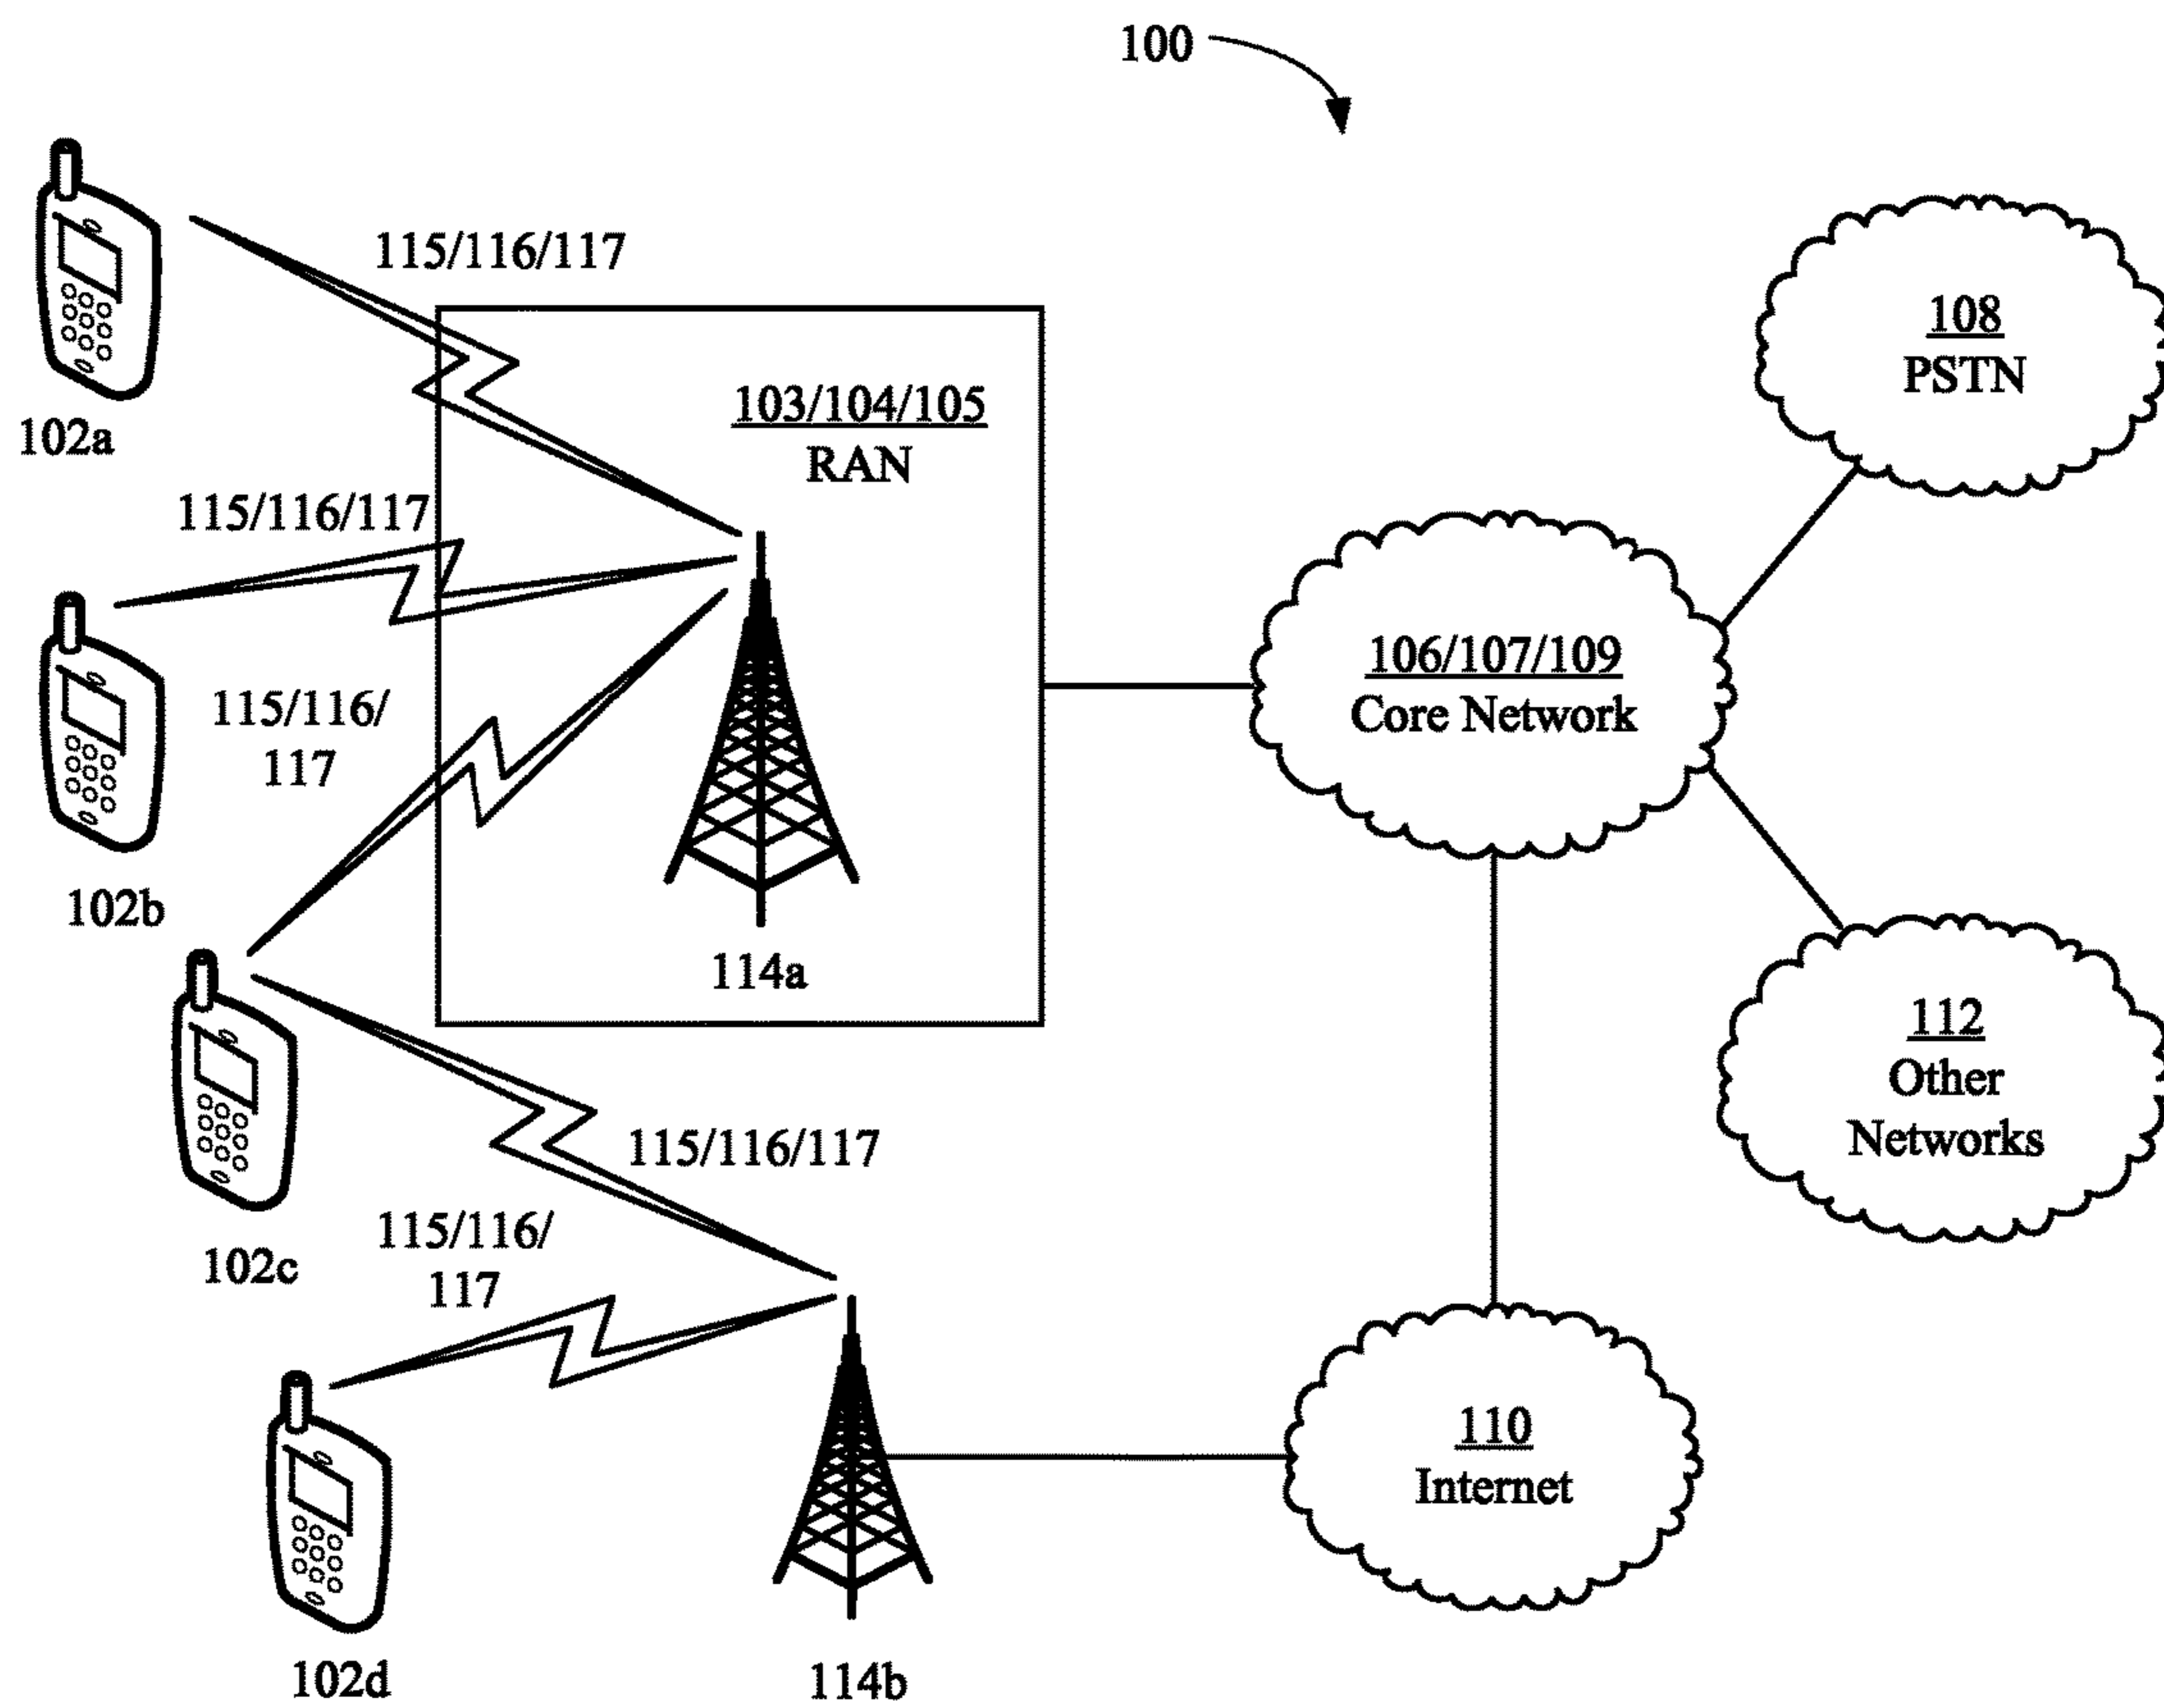 100
115/116/117
108
PSTN
103/104/105
RAN
102a
115/116/117
106/107/109
Core Network
115/116/
117
102b
114a
112
Other
Networks
115/116/117
102c
115/116/
117
110
Internet
102d
114b